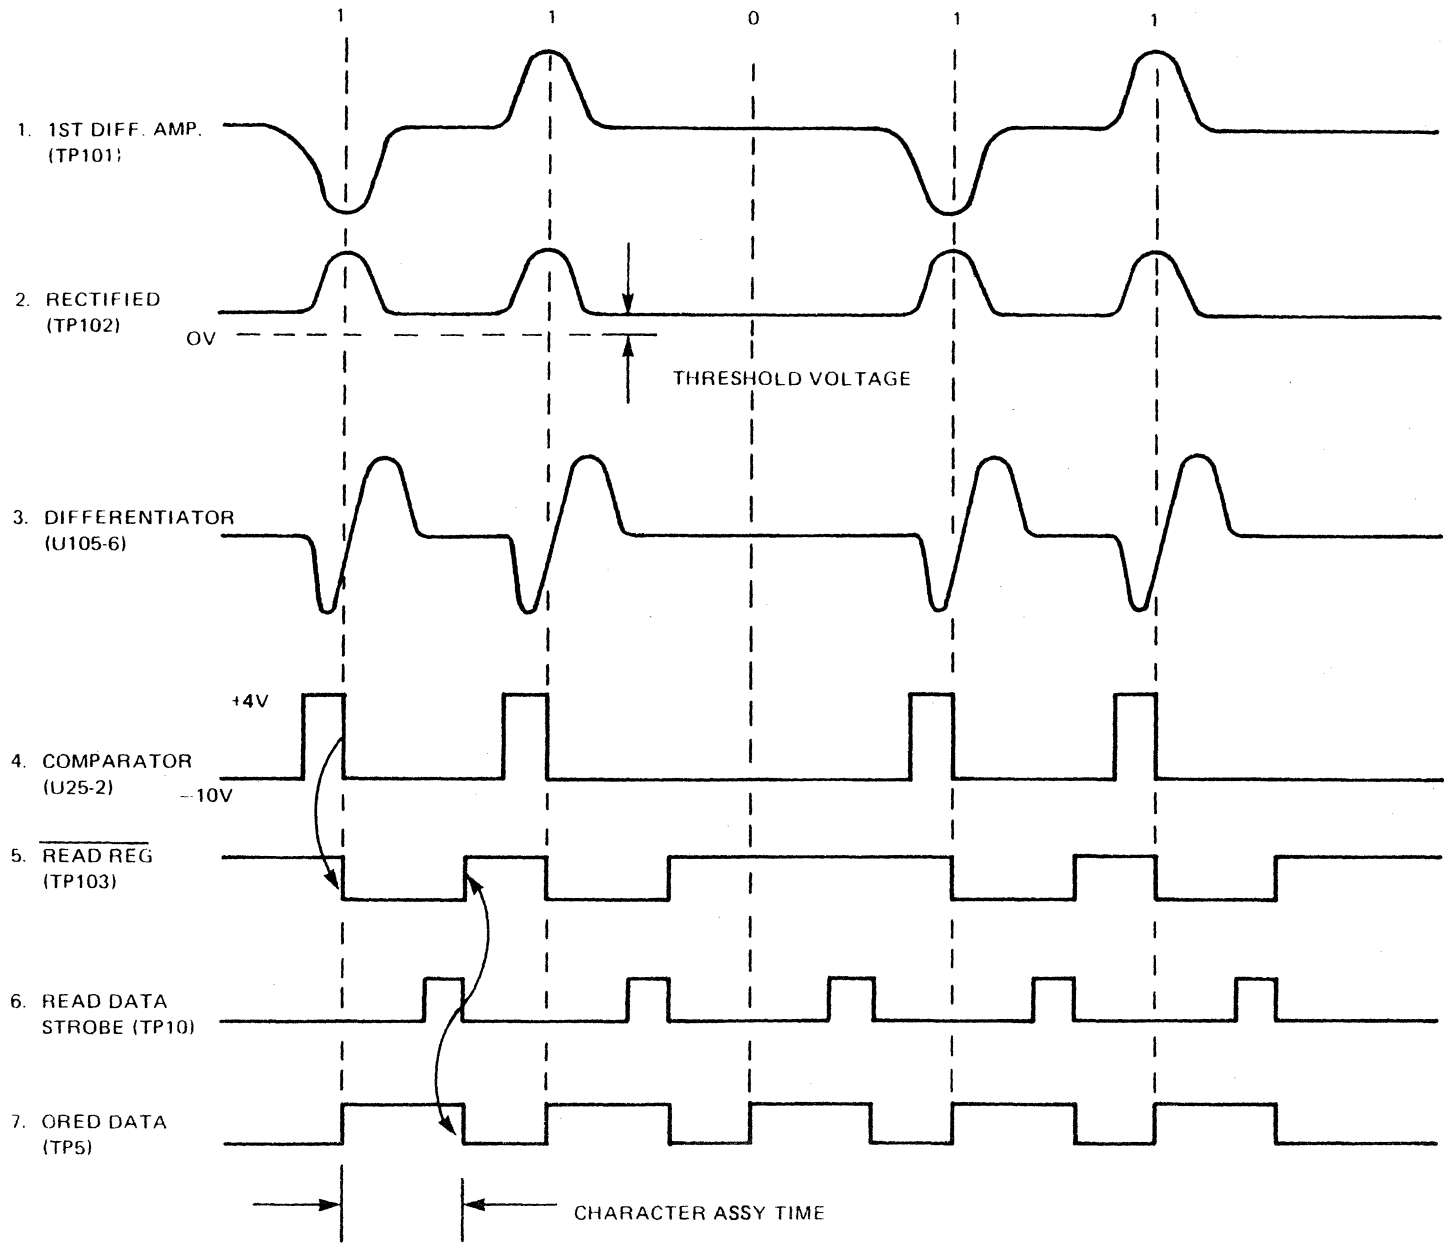 1 1 0 1 1
1. 1ST DIFF. AMP.
(TP101)
2. RECTIFIED
(TP102)
OV
THRESHOLD VOLTAGE
3. DIFFERENTIATOR
(U105-6)
+4V
4. COMPARATOR
(U25-2)
-10V
5. READ REG
(TP103)
6. READ DATA
STROBE (TP10)
7. ORED DATA
(TP5)
CHARACTER ASSY TIME